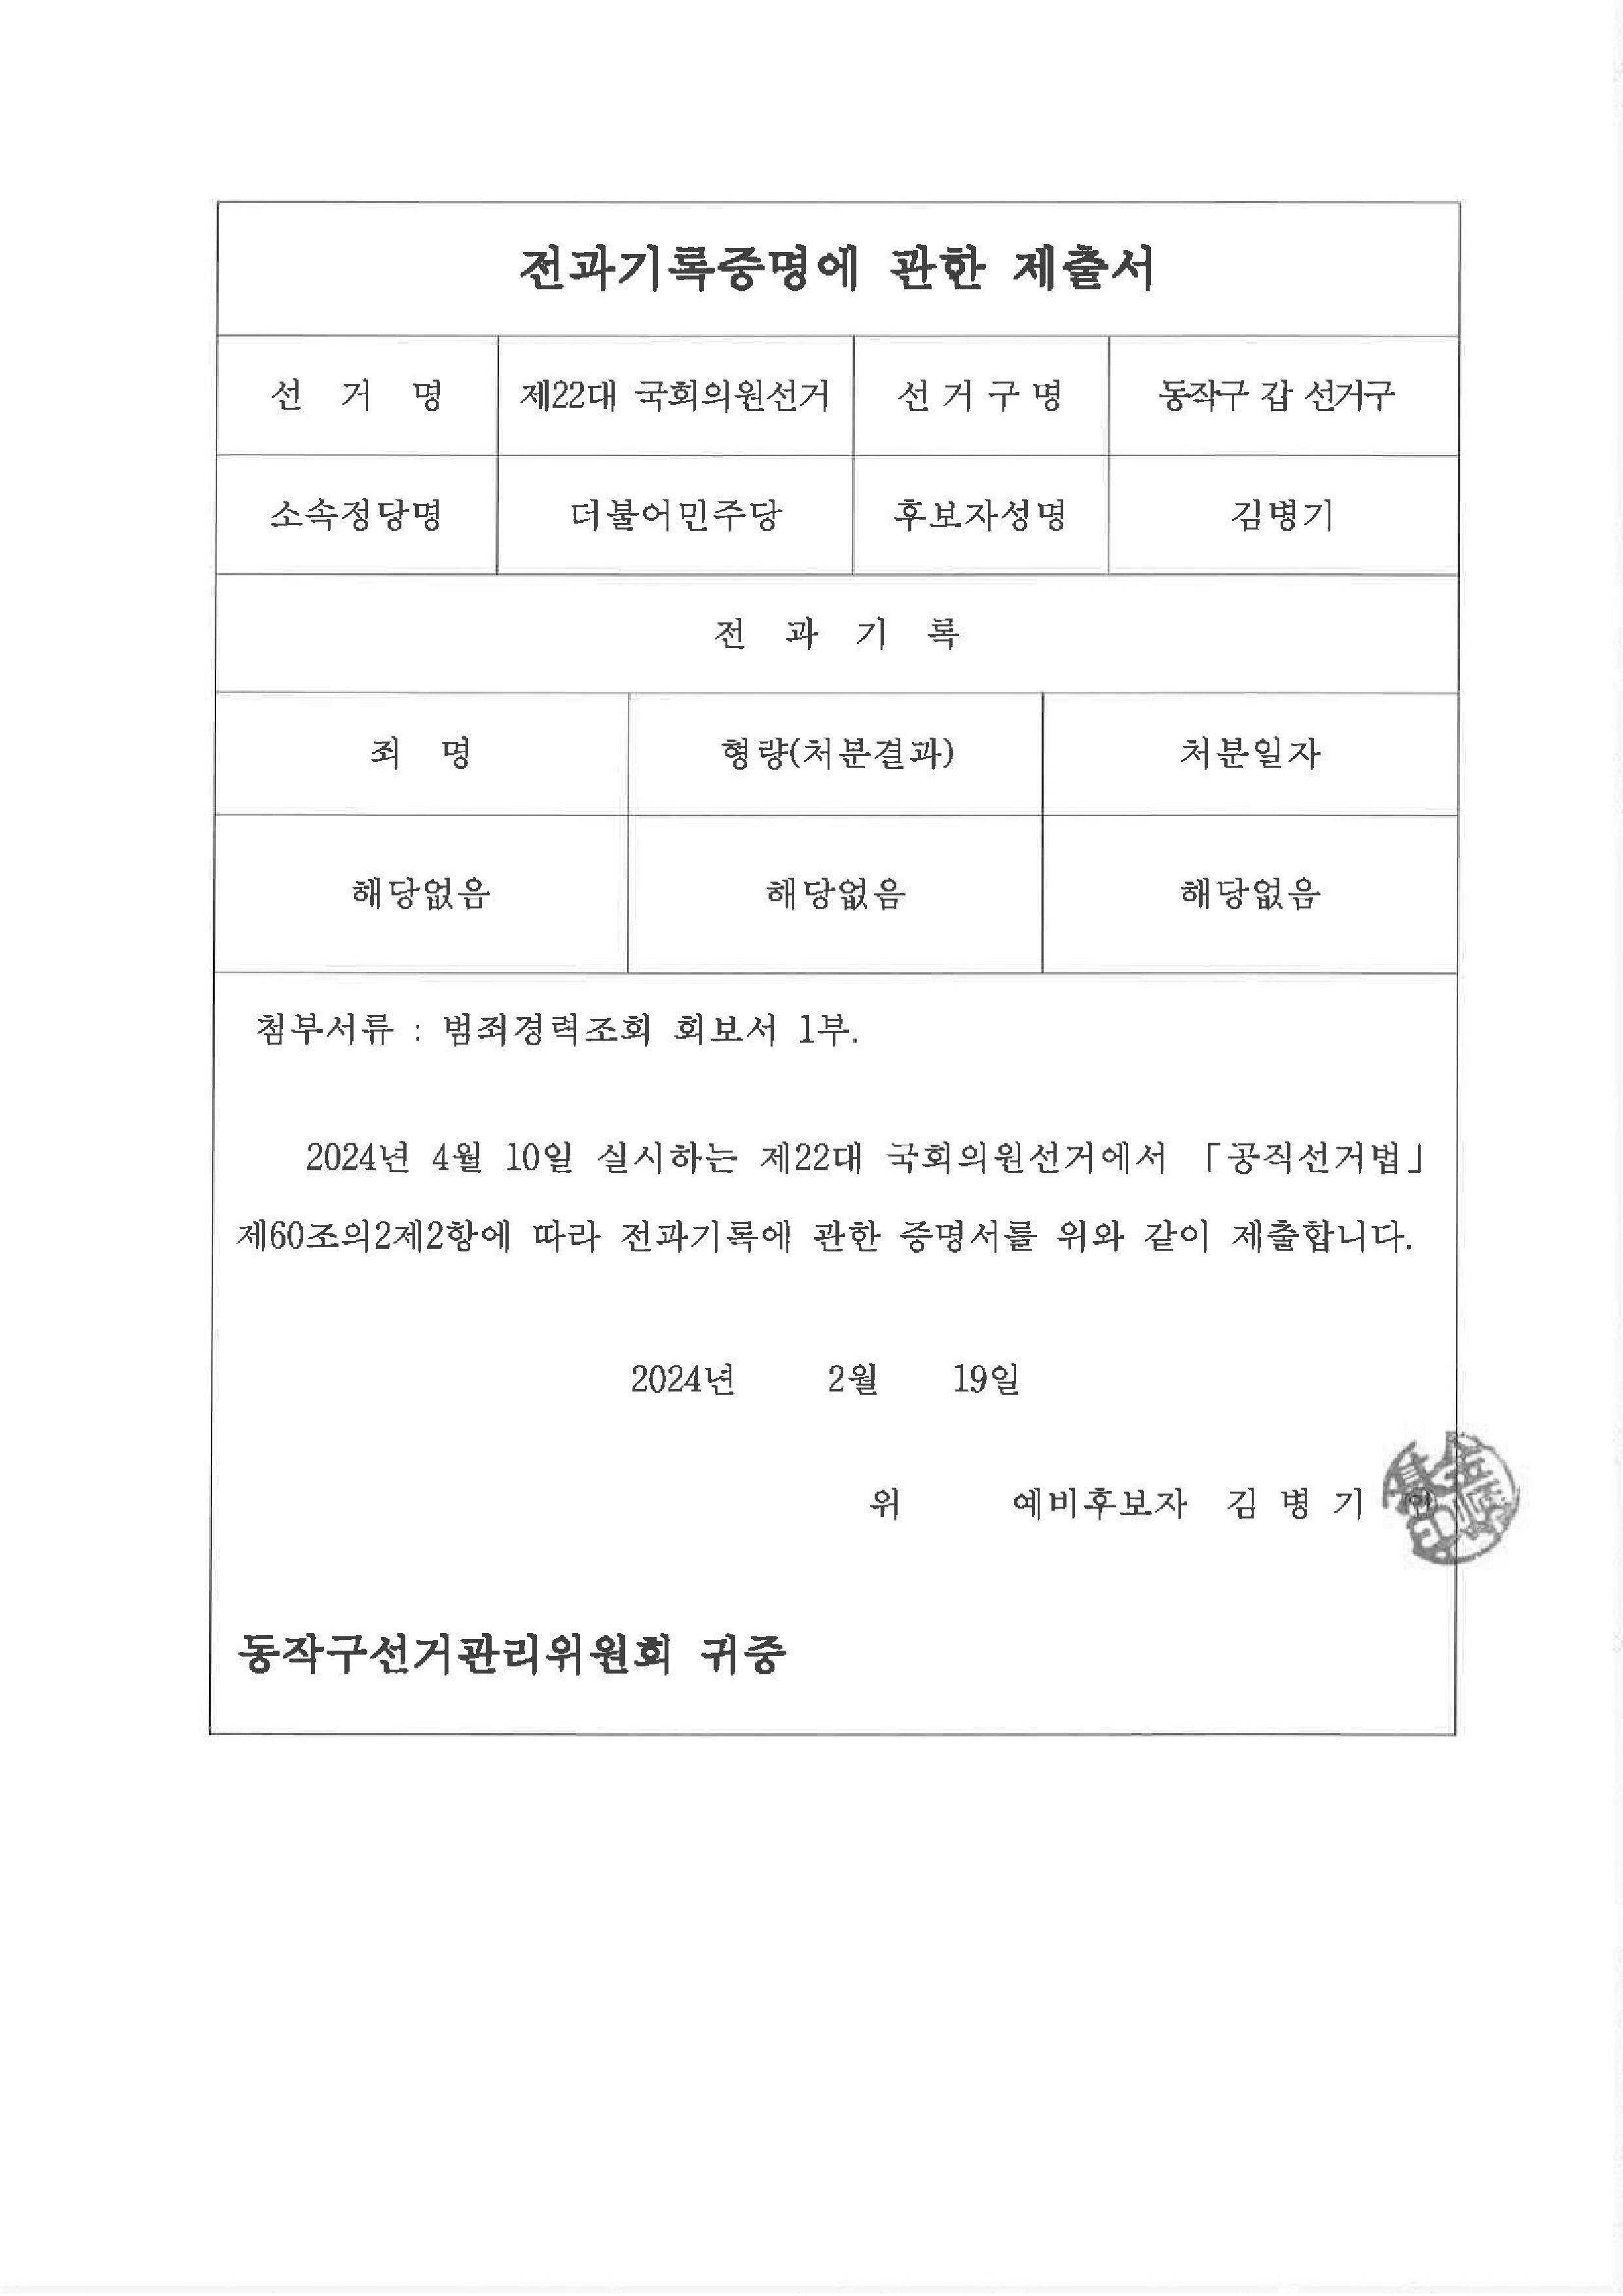 전과기록증명에 관한 제출서
선 거 명 제22대 국회의원선거 선 거 구 명 동작구 갑 선거구
소속정당명 더불어민주당 후보자성명 김병기
전 과 기 록
죄 명 형량(처분결과) 처분일자
해당없음 해당없음 해당없음
첨부서류 : 범죄경력조회 회보서 1부.
2024년 4월 10일 실시하는 제22대 국회의원선거에서 「공직선거법」
제60조의2제2항에 따라 전과기록에 관한 증명서를 위와 같이 제출합니다.
2024년 2월 19일
위 예비후보자 김 병 기 인
동작구선거관리위원회 귀중